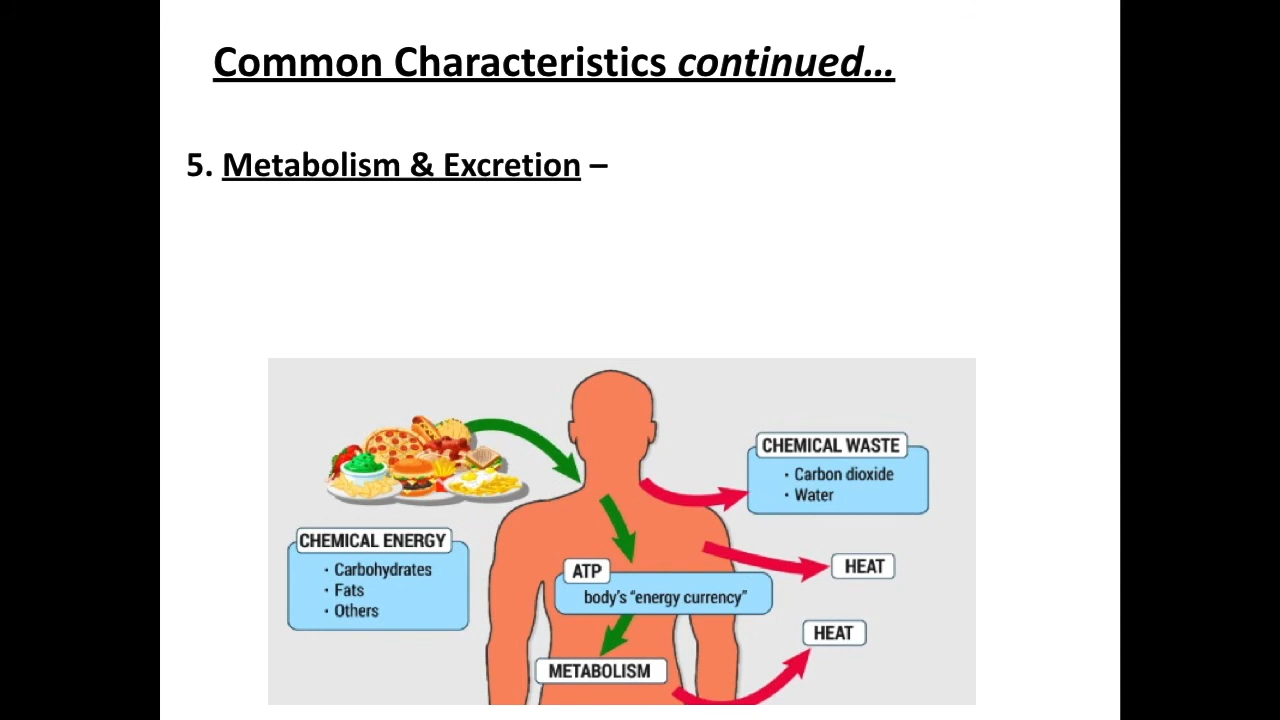 Common Characteristics continued…
5. Metabolism & Excretion –
CHEMICAL WASTE
· Carbon dioxide
· Water
CHEMICAL ENERGY
· Carbohydrates
· Fats
· Others
ATP
body's “energy currency”
HEAT
HEAT
METABOLISM